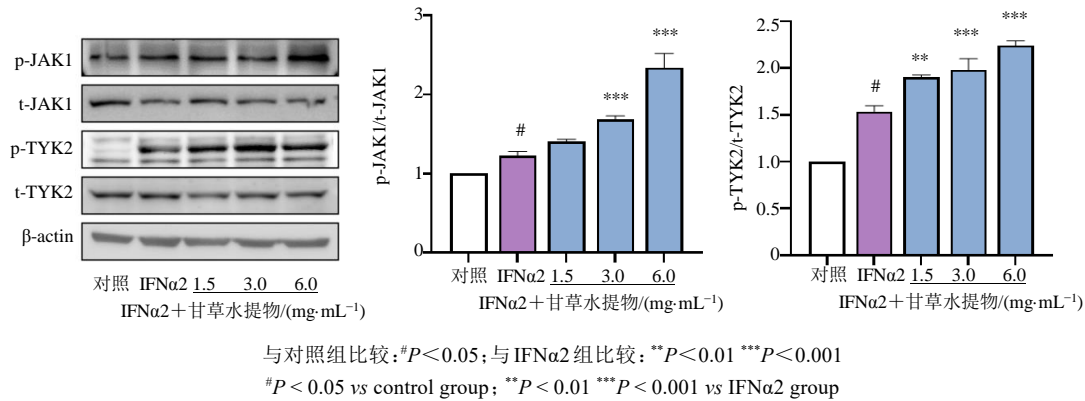 p-JAK1
t-JAK1
p-TYK2
t-TYK2
β-actin
对照 IFNα2 1.5 3.0 6.0
IFNα2＋甘草水提物/(mg·mL⁻¹)
p-JAK1/t-JAK1
3
2
1
0
#
***
***
对照 IFNα2 1.5 3.0 6.0
IFNα2＋甘草水提物/(mg·mL⁻¹)
p-TYK2/t-TYK2
2.5
2.0
1.5
1.0
0.5
0
#
**
***
***
对照 IFNα2 1.5 3.0 6.0
IFNα2＋甘草水提物/(mg·mL⁻¹)
与对照组比较：#P＜0.05；与IFNα2组比较：**P＜0.01 ***P＜0.001
#P < 0.05 vs control group；**P < 0.01 ***P < 0.001 vs IFNα2 group